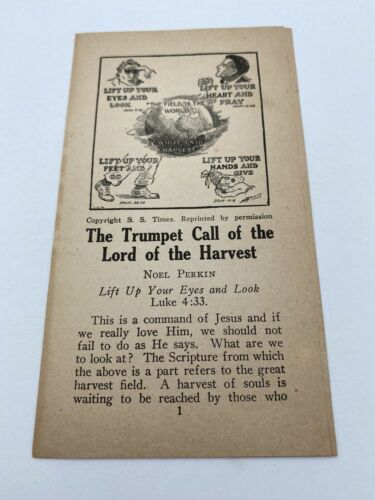 LIFT UP YOUR
EYES AND
LOOK
LIFT UP YOUR
HEART AND
PRAY
"THE FIELD IS THE
WORLD"
HARVEST
LIFT UP YOUR
FEET AND
GO
LIFT UP YOUR
HANDS AND
GIVE
Copyright S. S. Times. Reprinted by permission
The Trumpet Call of the
Lord of the Harvest
NOEL PERKIN
Lift Up Your Eyes and Look
Luke 4:33.
This is a command of Jesus and if
we really love Him, we should not
fail to do as He says. What are we
to look at? The Scripture from which
the above is a part refers to the great
harvest field. A harvest of souls is
waiting to be reached by those who
1